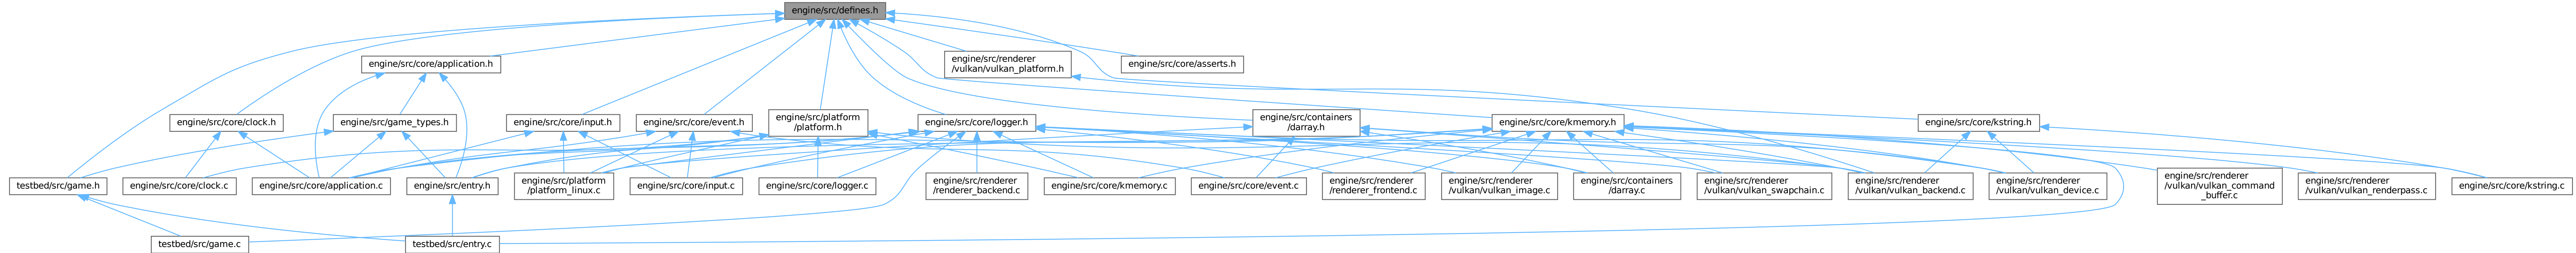 engine/src/defines.h
engine/src/core/application.h
engine/src/renderer
/vulkan/vulkan_platform.h
engine/src/core/asserts.h
engine/src/core/clock.h
engine/src/game_types.h
engine/src/core/input.h
engine/src/core/event.h
engine/src/platform
/platform.h
engine/src/core/logger.h
engine/src/containers
/darray.h
engine/src/core/kmemory.h
engine/src/core/kstring.h
testbed/src/game.h
engine/src/core/clock.c
engine/src/core/application.c
engine/src/entry.h
engine/src/platform
/platform_linux.c
engine/src/core/input.c
engine/src/core/logger.c
engine/src/renderer
/renderer_backend.c
engine/src/core/kmemory.c
engine/src/core/event.c
engine/src/renderer
/renderer_frontend.c
engine/src/renderer
/vulkan/vulkan_image.c
engine/src/containers
/darray.c
engine/src/renderer
/vulkan/vulkan_swapchain.c
engine/src/renderer
/vulkan/vulkan_backend.c
engine/src/renderer
/vulkan/vulkan_device.c
engine/src/renderer
/vulkan/vulkan_command
_buffer.c
engine/src/renderer
/vulkan/vulkan_renderpass.c
engine/src/core/kstring.c
testbed/src/game.c
testbed/src/entry.c